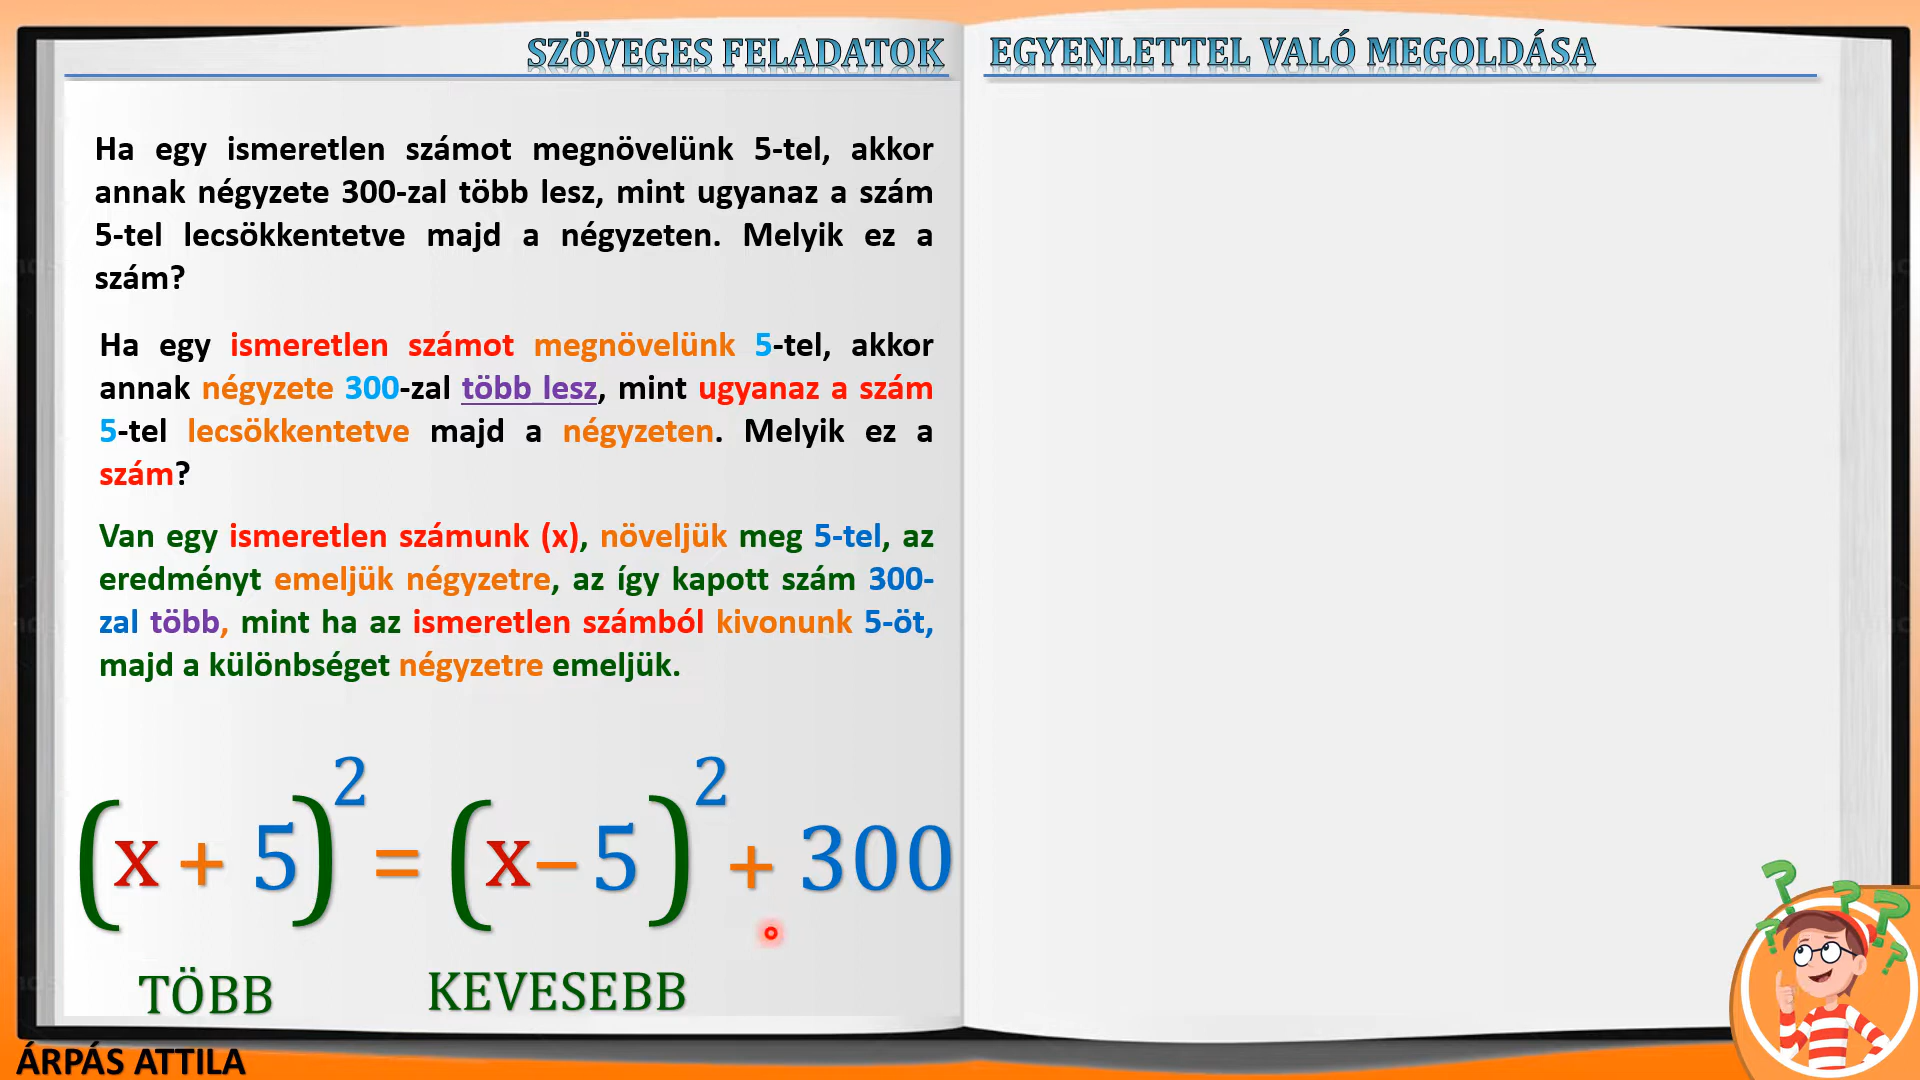 SZÖVEGES FELADATOK
EGYENLETTEL VALÓ MEGOLDÁSA
Ha egy ismeretlen számot megnövelünk 5-tel, akkor
annak négyzete 300-zal több lesz, mint ugyanaz a szám
5-tel lecsökkentetve majd a négyzeten. Melyik ez a
szám?
Ha egy ismeretlen számot megnövelünk 5-tel, akkor
annak négyzete 300-zal több lesz, mint ugyanaz a szám
5-tel lecsökkentetve majd a négyzeten. Melyik ez a
szám?
Van egy ismeretlen számunk (x), növeljük meg 5-tel, az
eredményt emeljük négyzetre, az így kapott szám 300-
zal több, mint ha az ismeretlen számból kivonunk 5-öt,
majd a különbséget négyzetre emeljük.
(x + 5)² = (x − 5)² + 300
TÖBB KEVESEBB
ÁRPÁS ATTILA